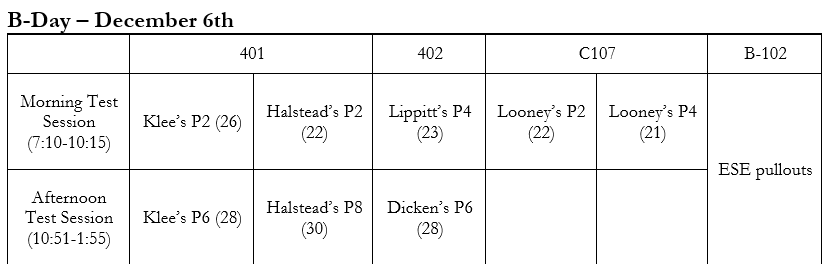 B-Day – December 6th
401 402 C107 B-102
Morning Test
Session
(7:10-10:15)
Klee's P2 (26)
Halstead's P2
(22)
Lippitt's P4
(23)
Looney's P2
(22)
Looney's P4
(21)
ESE pullouts
Afternoon
Test Session
(10:51-1:55)
Klee's P6 (28)
Halstead's P8
(30)
Dicken's P6
(28)